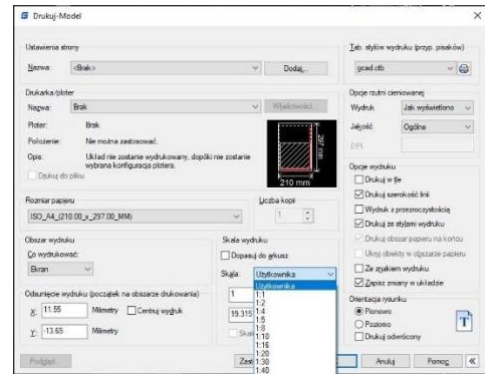 Drukuj-Model
Ustawienia strony
Nazwa: <Brak> Dodaj...
Tab. stylów wydruku (przyp. pisaków)
gcad.ctb
Drukarka/ploter
Nazwa: Brak Właściwości...
Ploter: Brak
Położenie: Nie można zastosować.
Opis: Układ nie zostanie wydrukowany, dopóki nie zostanie
wybrana konfiguracja plotera.
Drukuj do pliku
210 mm
297 mm
Opcje rzutni cieniowanej
Wydruk Jak wyświetlono
Jakość Ogólne
DPI
Rozmiar papieru
ISO_A4_(210.00_x_297.00_MM)
Liczba kopii
1
Opcje wydruku
Drukuj w tle
Drukuj szerokość linii
Wydruk z przezroczystością
Drukuj ze stylami wydruku
Drukuj obszar papieru na końcu
Ukryj obiekty w obszarze papieru
Ze znakiem wydruku
Zapisz zmiany w układzie
Obszar wydruku
Co wydrukować:
Ekran
Skala wydruku
Dopasuj do arkusz
Skala: Użytkownika
Użytkownika
1:1
1:2
1:4
1:5
1:8
1:10
1:16
1:20
1:30
1:40
1
19.315
Skal
Odsunięcie wydruku (początek na obszarze drukowania)
X: 11.55 Milimetry Centruj wydruk
Y: -13.65 Milimetry
Orientacja rysunku
Pionowo
Poziomo
Drukuj odwrócony
Podgląd... Zast Anuluj Pomoc